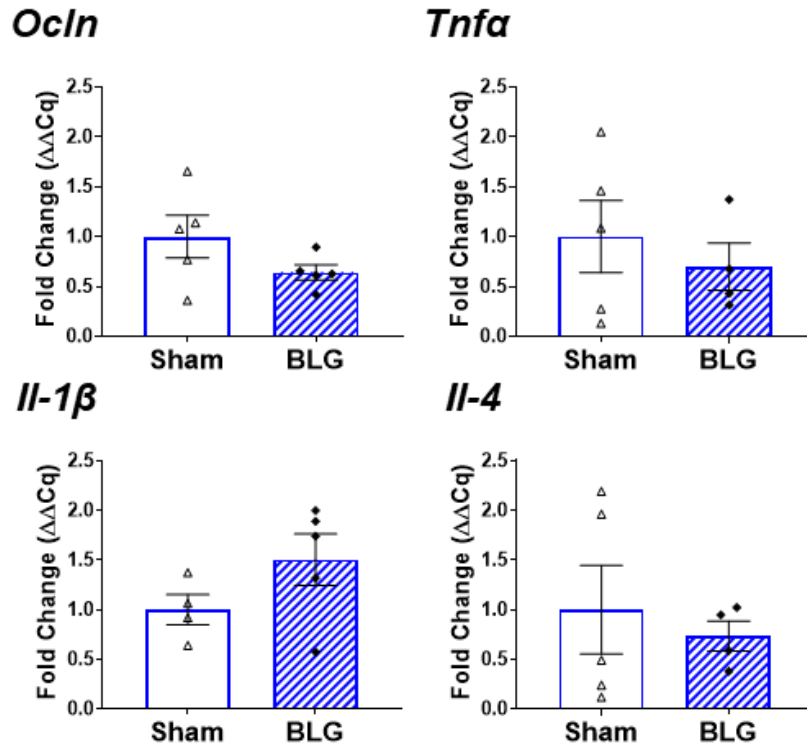 Ocln
Fold Change (ΔΔCq)
2.5
2.0
1.5
1.0
0.5
0.0
Sham BLG
Tnfα
Fold Change (ΔΔCq)
2.5
2.0
1.5
1.0
0.5
0.0
Sham BLG
Il-1β
Fold Change (ΔΔCq)
2.5
2.0
1.5
1.0
0.5
0.0
Sham BLG
Il-4
Fold Change (ΔΔCq)
2.5
2.0
1.5
1.0
0.5
0.0
Sham BLG